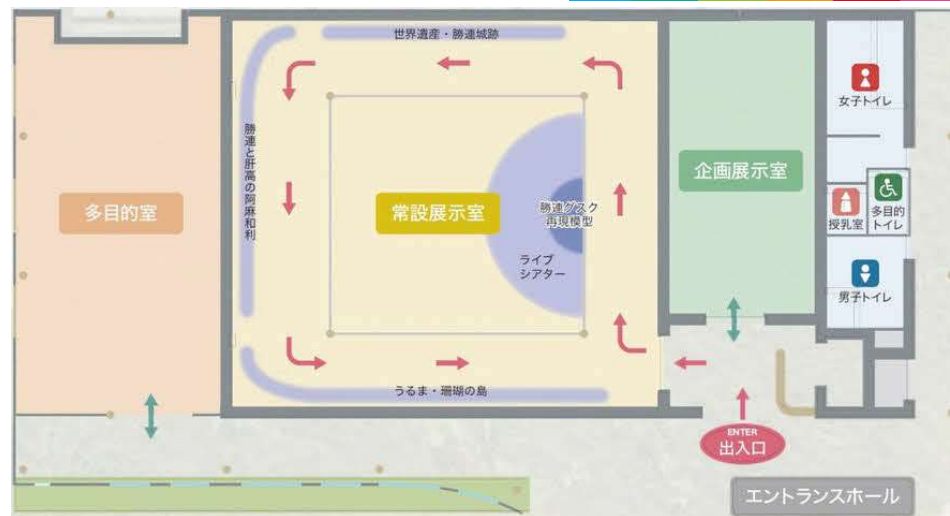 世界遺産・勝連城跡
勝連と肝高の阿麻和利
多目的室
常設展示室
勝連グスク
再現模型
ライブ
シアター
うるま・珊瑚の島
企画展示室
女子トイレ
授乳室
多目的
トイレ
男子トイレ
ENTER
出入口
エントランスホール